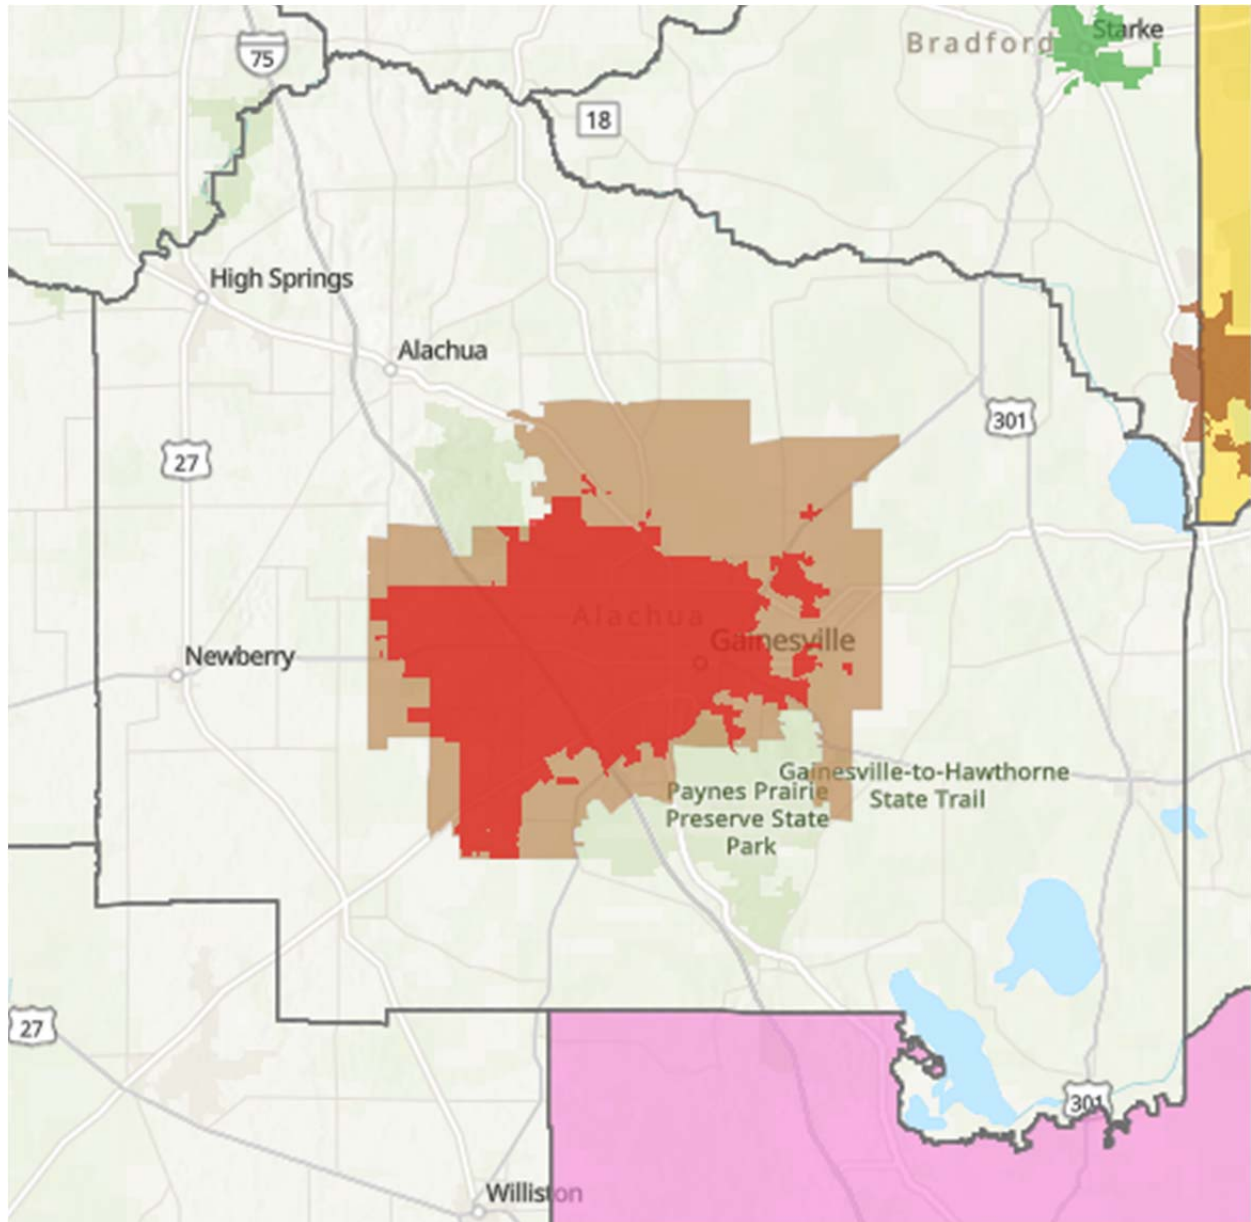 Starke
Bradford
75
18
High Springs
Alachua
301
27
Alachua
Gainesville
Newberry
Gainesville-to-Hawthorne
State Trail
Paynes Prairie
Preserve State
Park
27
301
Williston